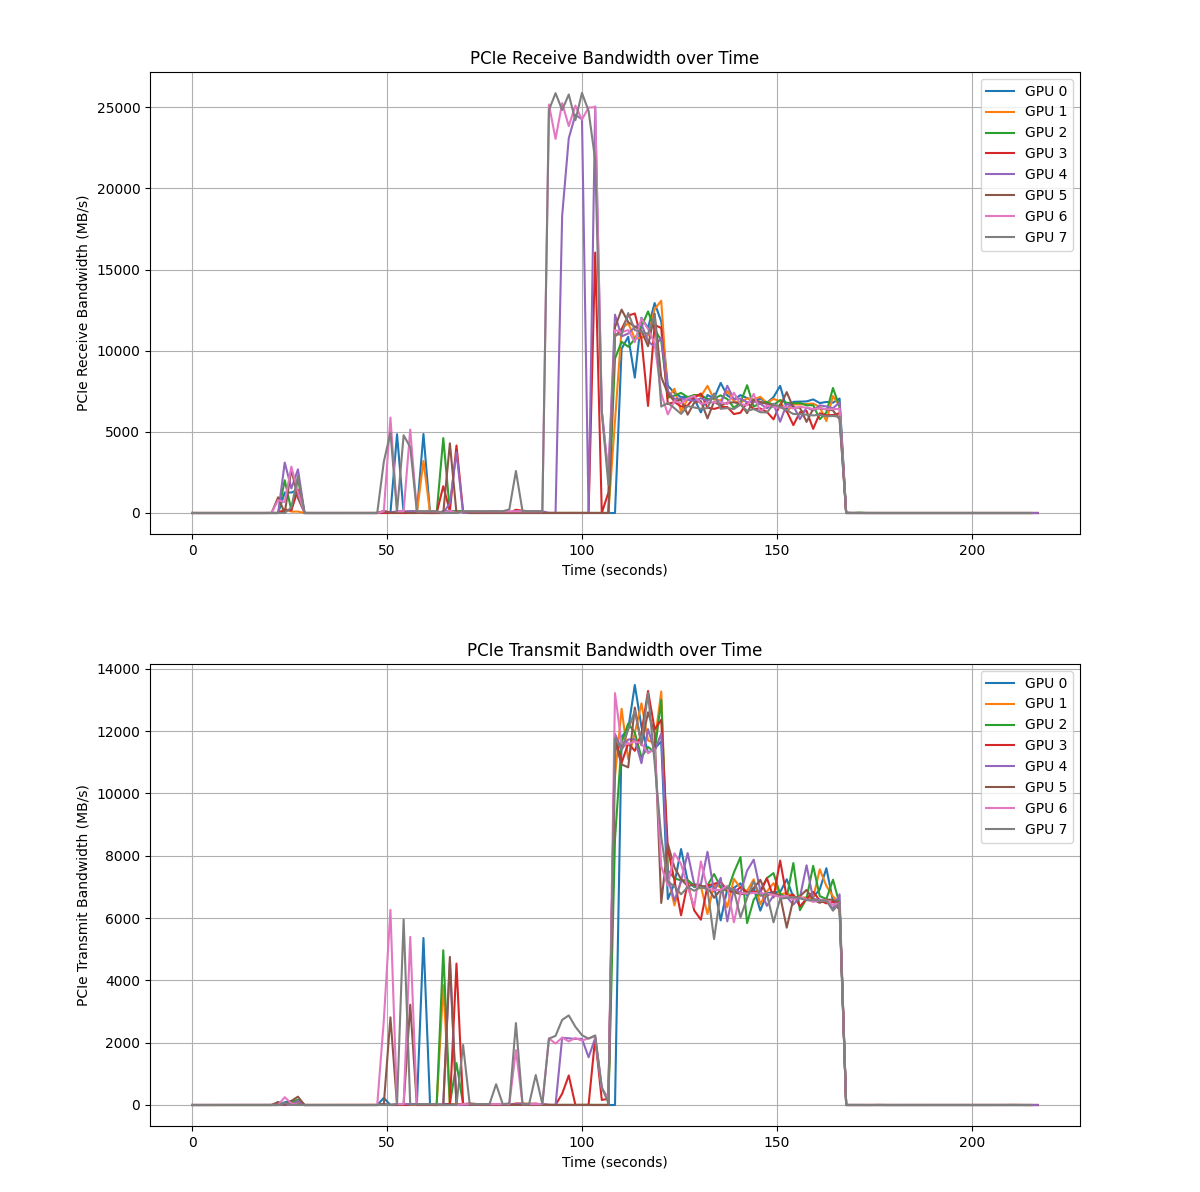 PCIe Receive Bandwidth over Time
PCIe Receive Bandwidth (MB/s)
25000
20000
15000
10000
5000
0
0 50 100 150 200
Time (seconds)
GPU 0
GPU 1
GPU 2
GPU 3
GPU 4
GPU 5
GPU 6
GPU 7
PCIe Transmit Bandwidth over Time
PCIe Transmit Bandwidth (MB/s)
14000
12000
10000
8000
6000
4000
2000
0
0 50 100 150 200
Time (seconds)
GPU 0
GPU 1
GPU 2
GPU 3
GPU 4
GPU 5
GPU 6
GPU 7